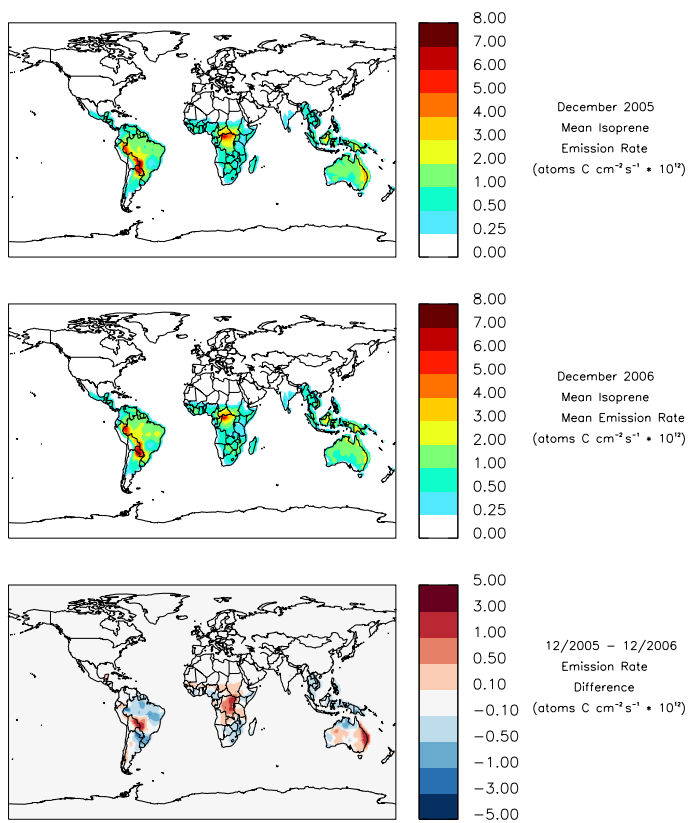 8.00
7.00
6.00
5.00
4.00
3.00
2.00
1.00
0.50
0.25
0.00
December 2005
Mean Isoprene
Emission Rate
(atoms C cm⁻² s⁻¹ * 10¹²)
8.00
7.00
6.00
5.00
4.00
3.00
2.00
1.00
0.50
0.25
0.00
December 2006
Mean Isoprene
Mean Emission Rate
(atoms C cm⁻² s⁻¹ * 10¹²)
5.00
3.00
1.00
0.50
0.10
−0.10
−0.50
−1.00
−3.00
−5.00
12/2005 − 12/2006
Emission Rate
Difference
(atoms C cm⁻² s⁻¹ * 10¹²)